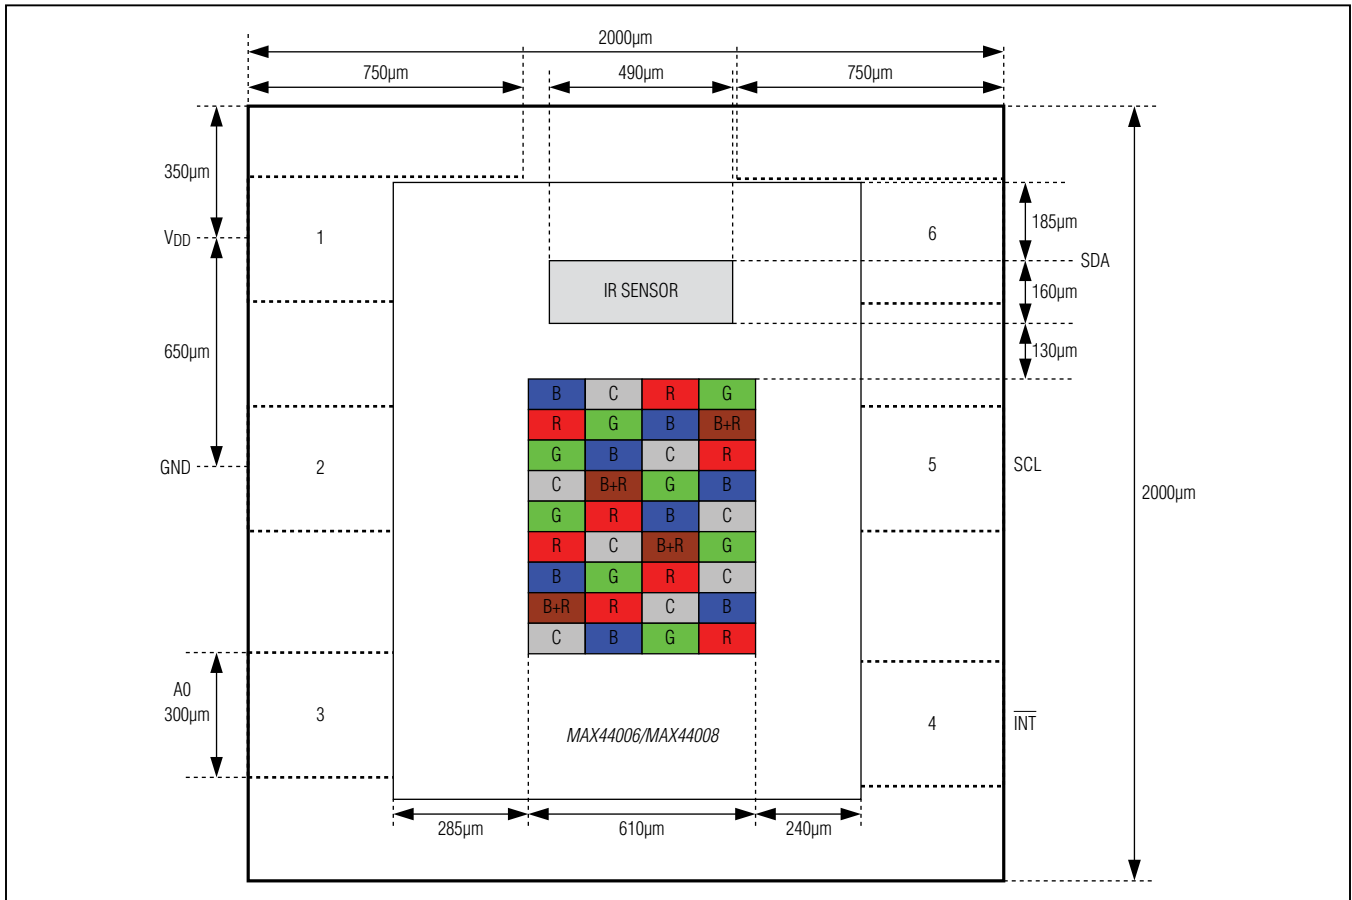 2000µm
750µm 490µm 750µm
350µm
VDD
1
6
185µm
SDA
IR SENSOR
160µm
650µm
130µm
B C R G
R G B B+R
G B C R
GND
2
5
SCL
C B+R G B
2000µm
G R B C
R C B+R G
B G R C
B+R R C B
C B G R
A0
300µm
3
4
INT
MAX44006/MAX44008
285µm 610µm 240µm